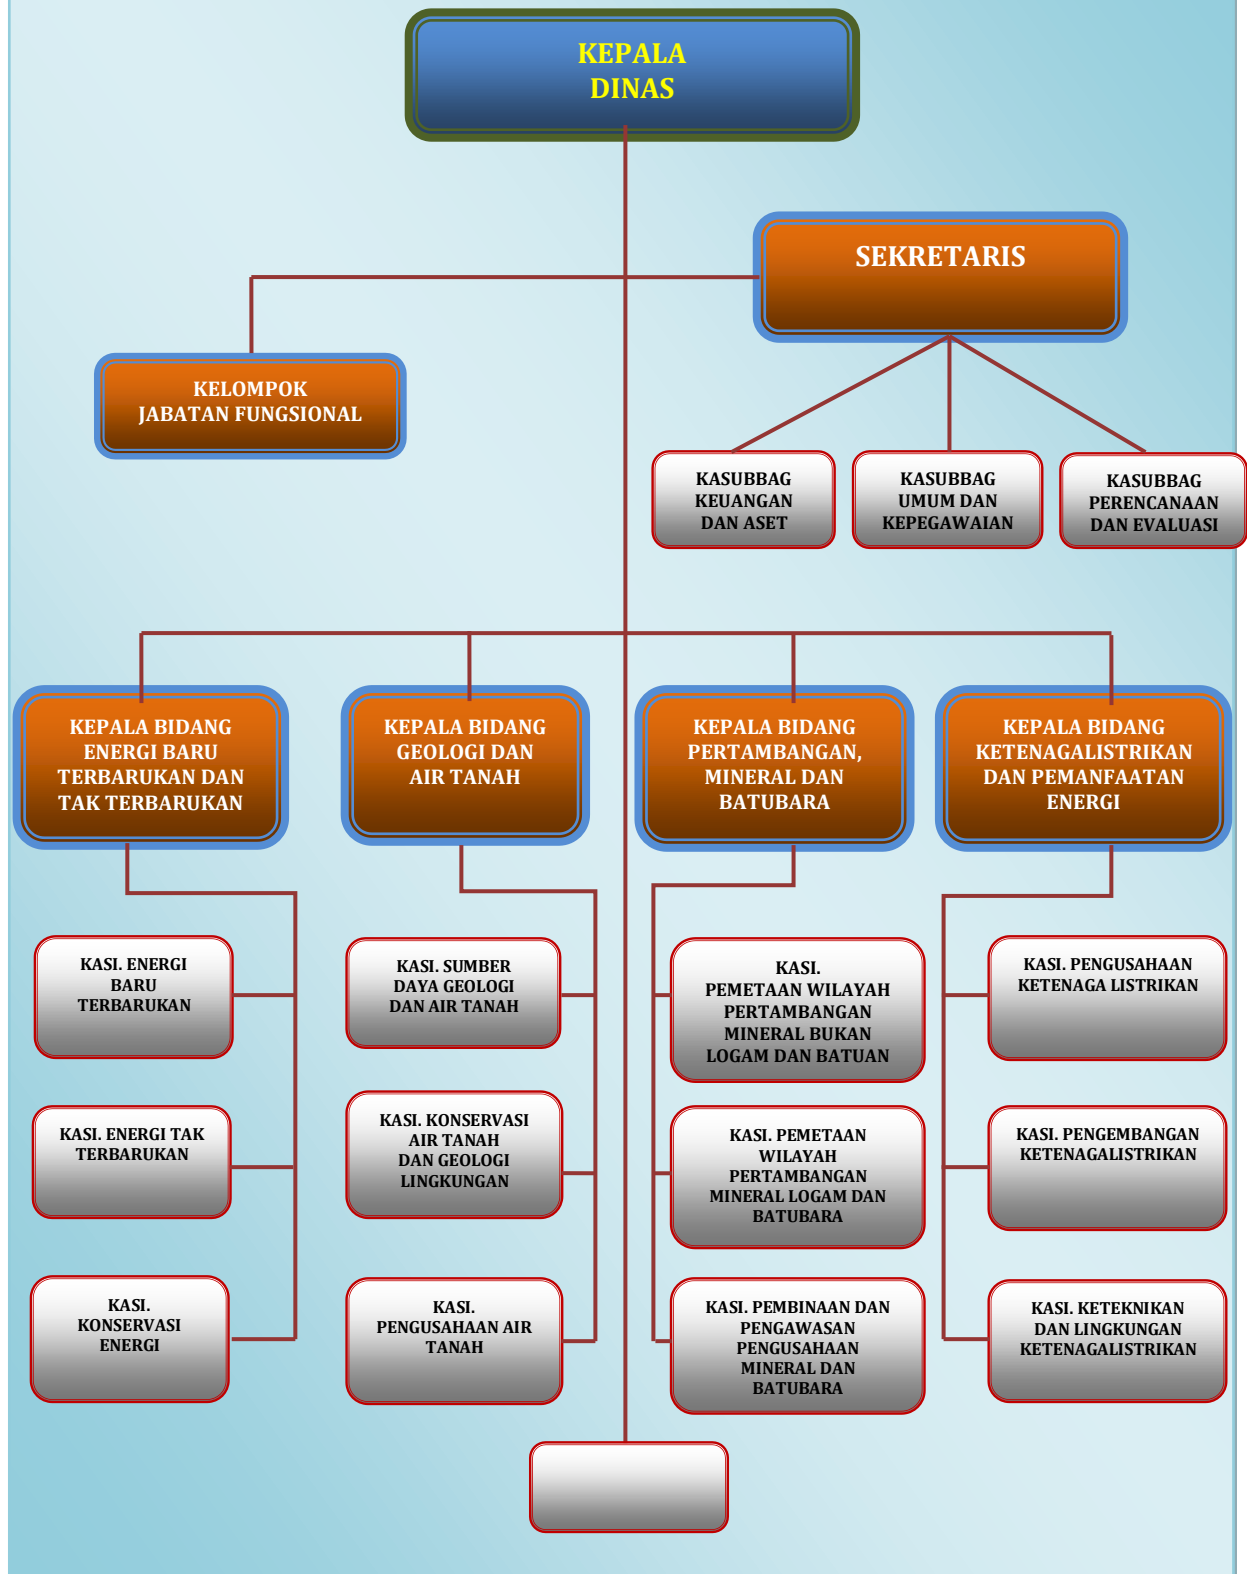 KEPALA
DINAS
SEKRETARIS
KELOMPOK
JABATAN FUNGSIONAL
KASUBBAG
KEUANGAN
DAN ASET
KASUBBAG
UMUM DAN
KEPEGAWAIAN
KASUBBAG
PERENCANAAN
DAN EVALUASI
KEPALA BIDANG
ENERGI BARU
TERBARUKAN DAN
TAK TERBARUKAN
KEPALA BIDANG
GEOLOGI DAN
AIR TANAH
KEPALA BIDANG
PERTAMBANGAN,
MINERAL DAN
BATUBARA
KEPALA BIDANG
KETENAGALISTRIKAN
DAN PEMANFAATAN
ENERGI
KASI. ENERGI
BARU
TERBARUKAN
KASI. SUMBER
DAYA GEOLOGI
DAN AIR TANAH
KASI.
PEMETAAN WILAYAH
PERTAMBANGAN
MINERAL BUKAN
LOGAM DAN BATUAN
KASI. PENGUSAHAAN
KETENAGA LISTRIKAN
KASI. ENERGI TAK
TERBARUKAN
KASI. KONSERVASI
AIR TANAH
DAN GEOLOGI
LINGKUNGAN
KASI. PEMETAAN
WILAYAH
PERTAMBANGAN
MINERAL LOGAM DAN
BATUBARA
KASI. PENGEMBANGAN
KETENAGALISTRIKAN
KASI.
KONSERVASI
ENERGI
KASI.
PENGUSAHAAN AIR
TANAH
KASI. PEMBINAAN DAN
PENGAWASAN
PENGUSAHAAN
MINERAL DAN
BATUBARA
KASI. KETEKNIKAN
DAN LINGKUNGAN
KETENAGALISTRIKAN